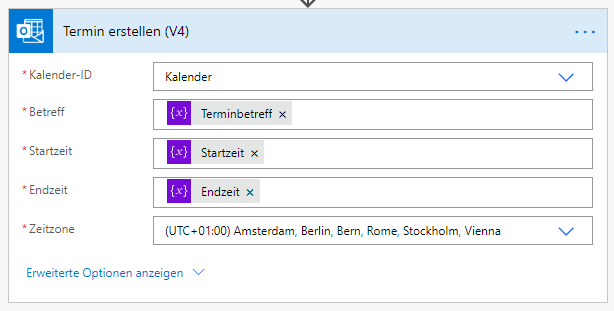 Termin erstellen (V4)
* Kalender-ID
Kalender
* Betreff
{x} Terminbetreff ×
* Startzeit
{x} Startzeit ×
* Endzeit
{x} Endzeit ×
* Zeitzone
(UTC+01:00) Amsterdam, Berlin, Bern, Rome, Stockholm, Vienna
Erweiterte Optionen anzeigen